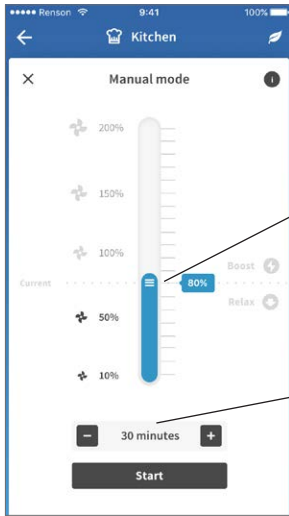 Renson 9:41 100%
Kitchen
Manual mode
200%
150%
100%
Boost
Current 80%
Relax
50%
10%
30 minutes
Start